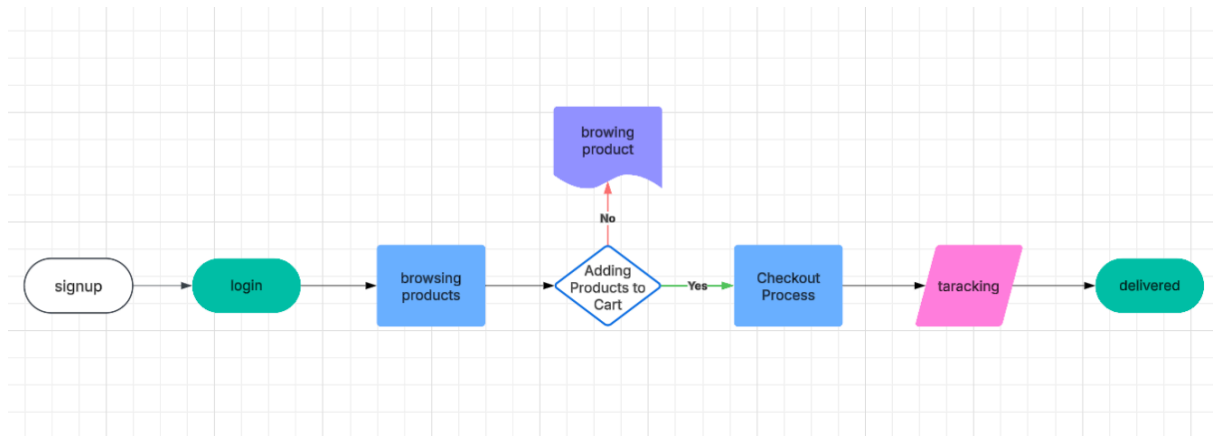 browing
product
No
signup
login
browsing
products
Adding
Products to
Cart
Yes
Checkout
Process
taracking
delivered